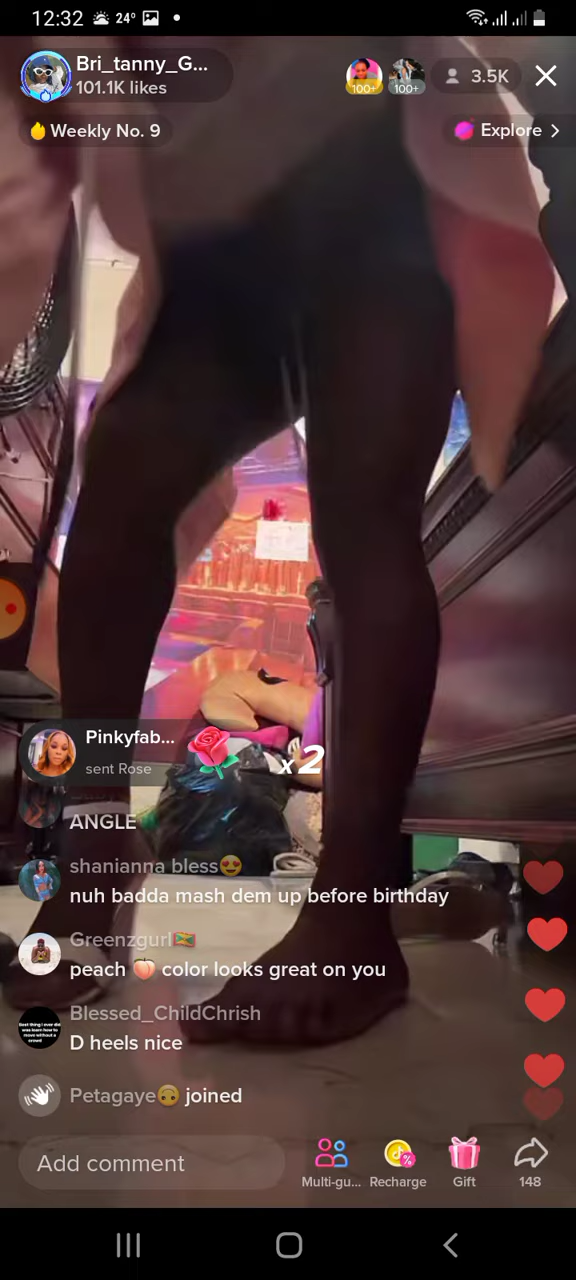 12:32
24°
Bri_tanny_G...
101.1K likes
100+
100+
3.5K
Weekly No. 9
Explore
Pinkyfab...
sent Rose
x2
ANGLE
shanianna bless😍
nuh badda mash dem up before birthday
Greenzgurl🇬🇩
peach 🍑 color looks great on you
Blessed_ChildChrish
D heels nice
Petagaye🙃 joined
Add comment
Multi-gu...
Recharge
Gift
148